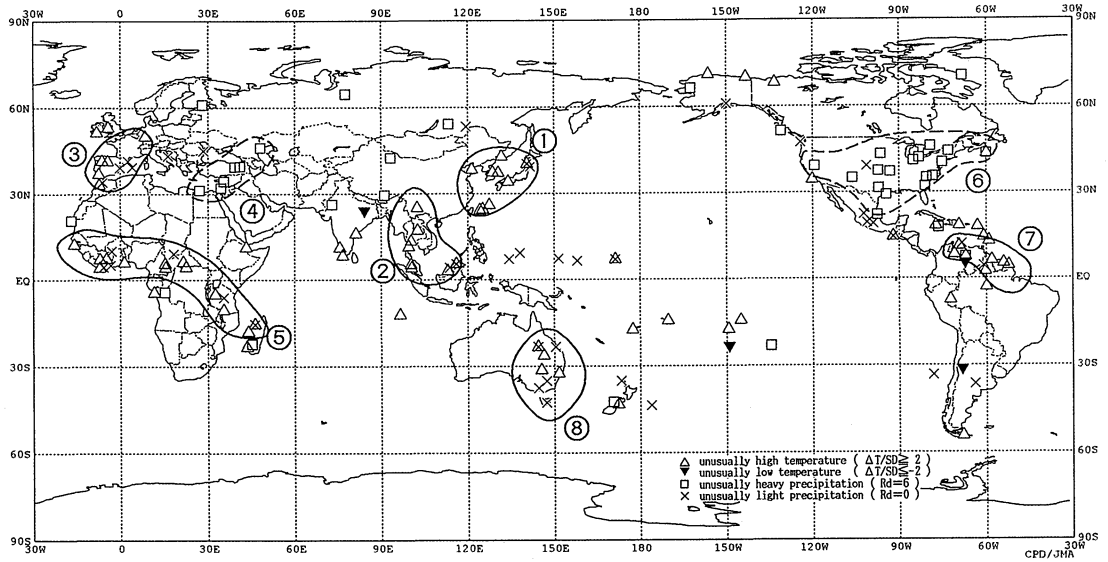 30W 0 30E 60E 90E 120E 150E 180 150W 120W 90W 60W 30W
90N 90N
60N 60N
30N 30N
EQ EQ
30S 30S
60S 60S
90S 90S
① ② ③ ④ ⑤ ⑥ ⑦ ⑧
△ unusually high temperature ( ΔT/SD≧ 2 )
▼ unusually low temperature ( ΔT/SD≧-2 )
□ unusually heavy precipitation ( Rd=6 )
× unusually light precipitation ( Rd=0 )
30W 0 30E 60E 90E 120E 150E 180 150W 120W 90W 60W 30W
CPD/JMA